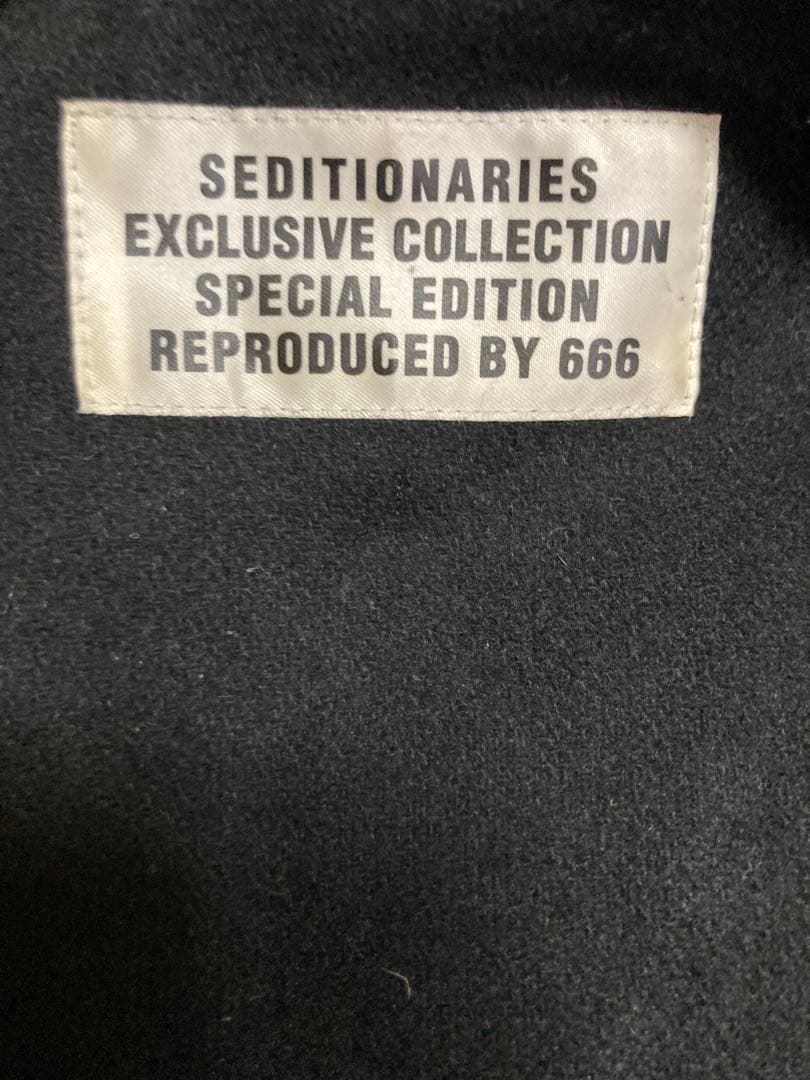 SEDITIONARIES
EXCLUSIVE COLLECTION
SPECIAL EDITION
REPRODUCED BY 666